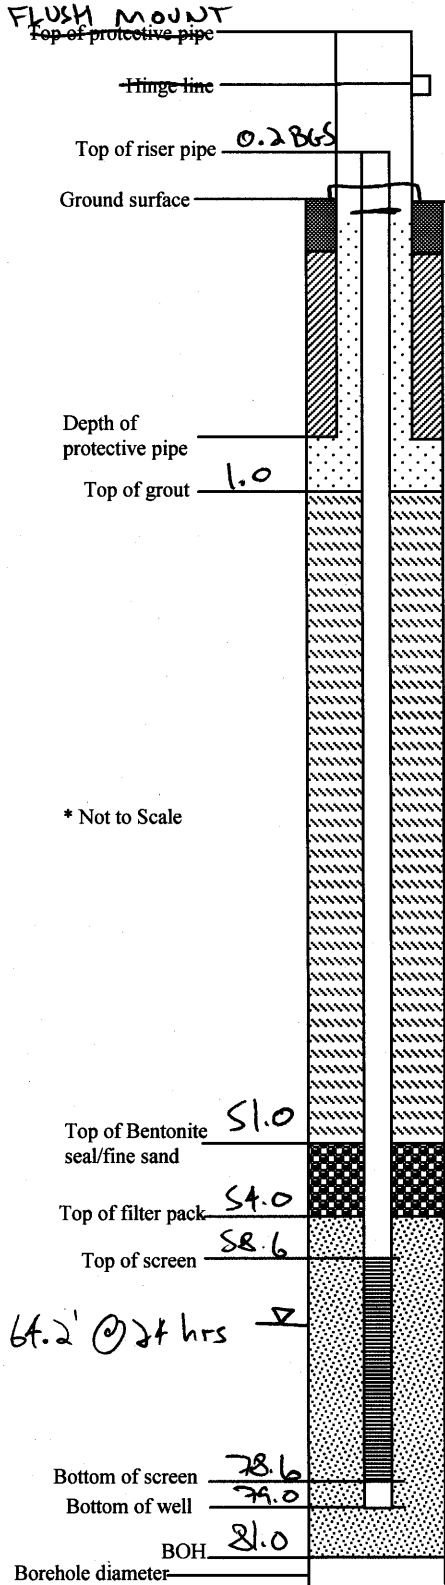 FLUSH MOUNT
Top of protective pipe
Hinge line
Top of riser pipe 0.2 BGS
Ground surface
Depth of
protective pipe
1.0
Top of grout
* Not to Scale
51.0
Top of Bentonite
seal/fine sand
54.0
Top of filter pack
58.6
Top of screen
64.2' @ 24 hrs
78.6
Bottom of screen
79.0
Bottom of well
81.0
BOH
Borehole diameter